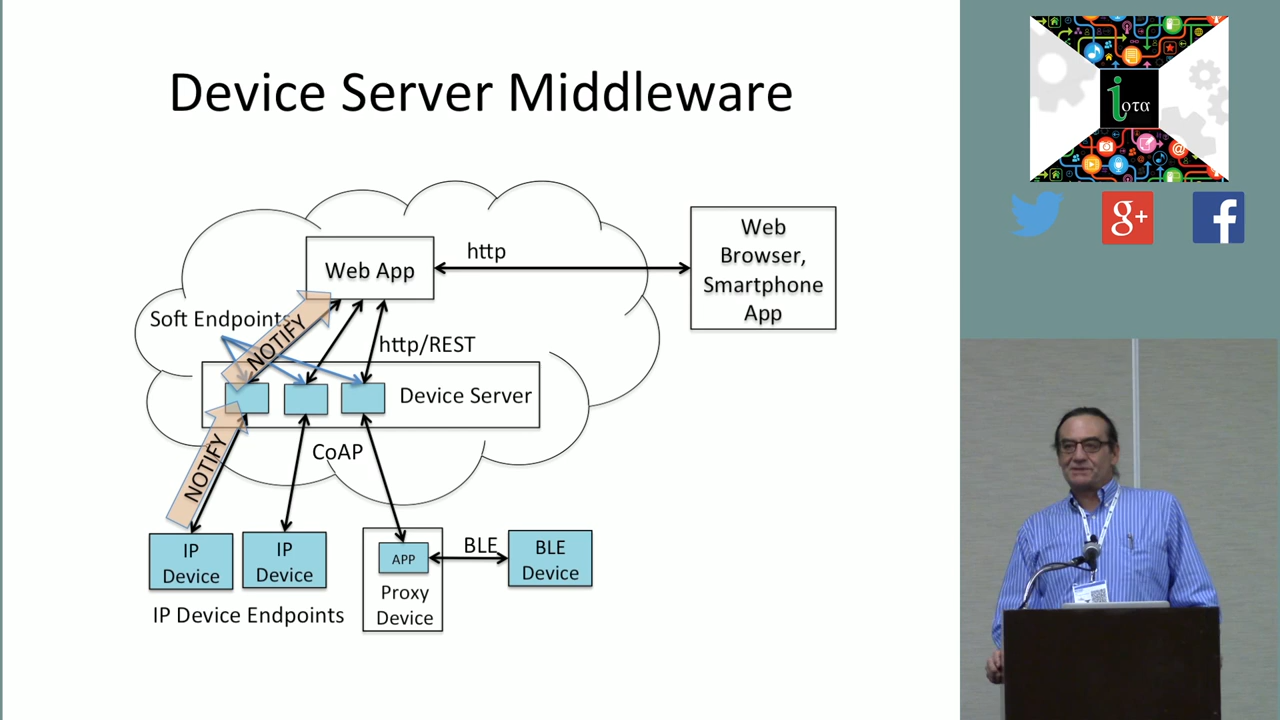 Device Server Middleware
Web App
http
Web
Browser,
Smartphone
App
Soft Endpoints
NOTIFY
http/REST
Device Server
NOTIFY
CoAP
IP
Device
IP
Device
APP
BLE
BLE
Device
Proxy
Device
IP Device Endpoints
iοτα
g+
f